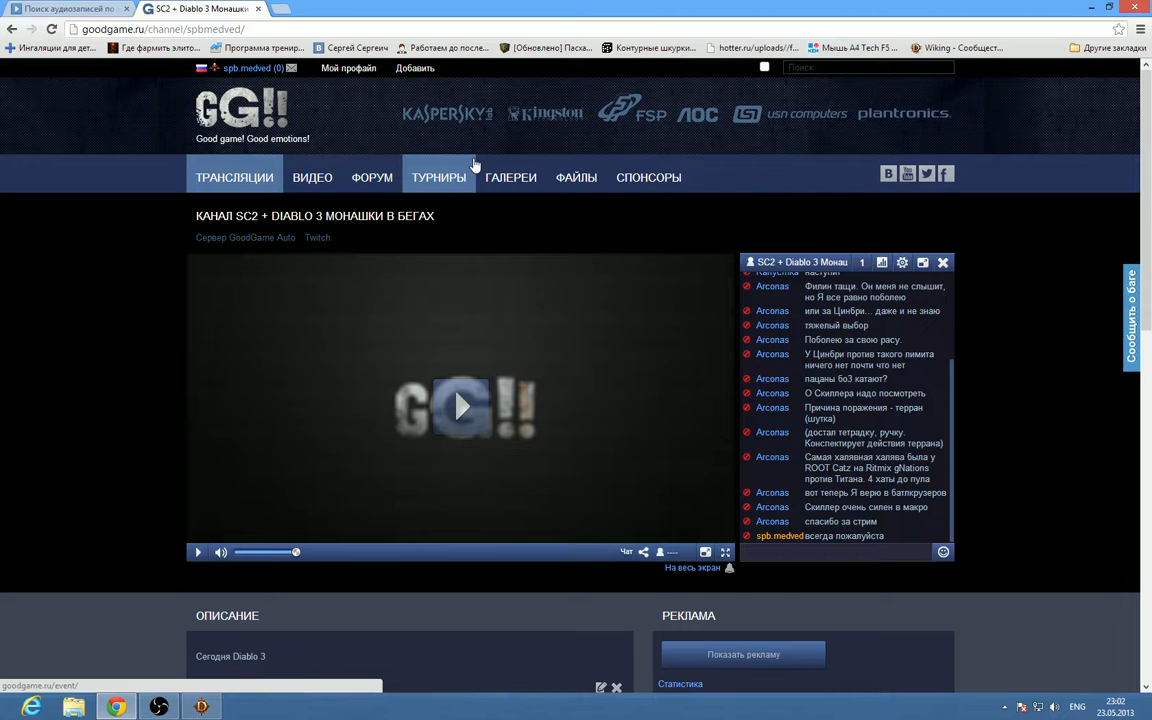 Поиск аудиозаписей по з
SC2 + Diablo 3 Монашки
goodgame.ru/channel/spbmedved/
Ингаляции для дет...
Где фармить элито...
Программа тренир...
Сергей Сергеич
Работаем до после...
[Обновлено] Пасха...
Контурные шкурки...
hotter.ru/uploads//f...
Мышь A4 Tech F5 ...
Wiking - Сообщест...
Другие закладки
spb.medved (0)
Мой профайл
Добавить
Поиск
GG!!
Good game! Good emotions!
KASPERSKY LAB
Kingston
FSP
AOC
usn computers
plantronics.
ТРАНСЛЯЦИИ
ВИДЕО
ФОРУМ
ТУРНИРЫ
ГАЛЕРЕИ
ФАЙЛЫ
СПОНСОРЫ
КАНАЛ SC2 + DIABLO 3 МОНАШКИ В БЕГАХ
Сервер GoodGame Auto Twitch
SC2 + Diablo 3 Монаш 1
наступит
Arconas Филин тащи. Он меня не слышит,
но Я все равно поболею
Arconas или за Цинбри... даже и не знаю
Arconas тяжелый выбор
Arconas Поболею за свою расу.
Arconas У Цинбри против такого лимита
ничего нет почти что нет
Arconas пацаны бо3 катают?
Arconas О Скиллера надо посмотреть
Arconas Причина поражения - терран
(шутка)
Arconas (достал тетрадку, ручку.
Конспектирует действия террана)
Arconas Самая халявная халява была у
ROOT Catz на Ritmix gNations
против Титана. 4 хаты до пула
Arconas вот теперь Я верю в батлкрузеров
Arconas Скиллер очень силен в макро
Arconas спасибо за стрим
spb.medved всегда пожалуйста
GG!!
Чат
----
На весь экран
Сообщить о баге
ОПИСАНИЕ
Сегодня Diablo 3
РЕКЛАМА
Показать рекламу
Статистика
goodgame.ru/event/
ENG
23:02
23.05.2013